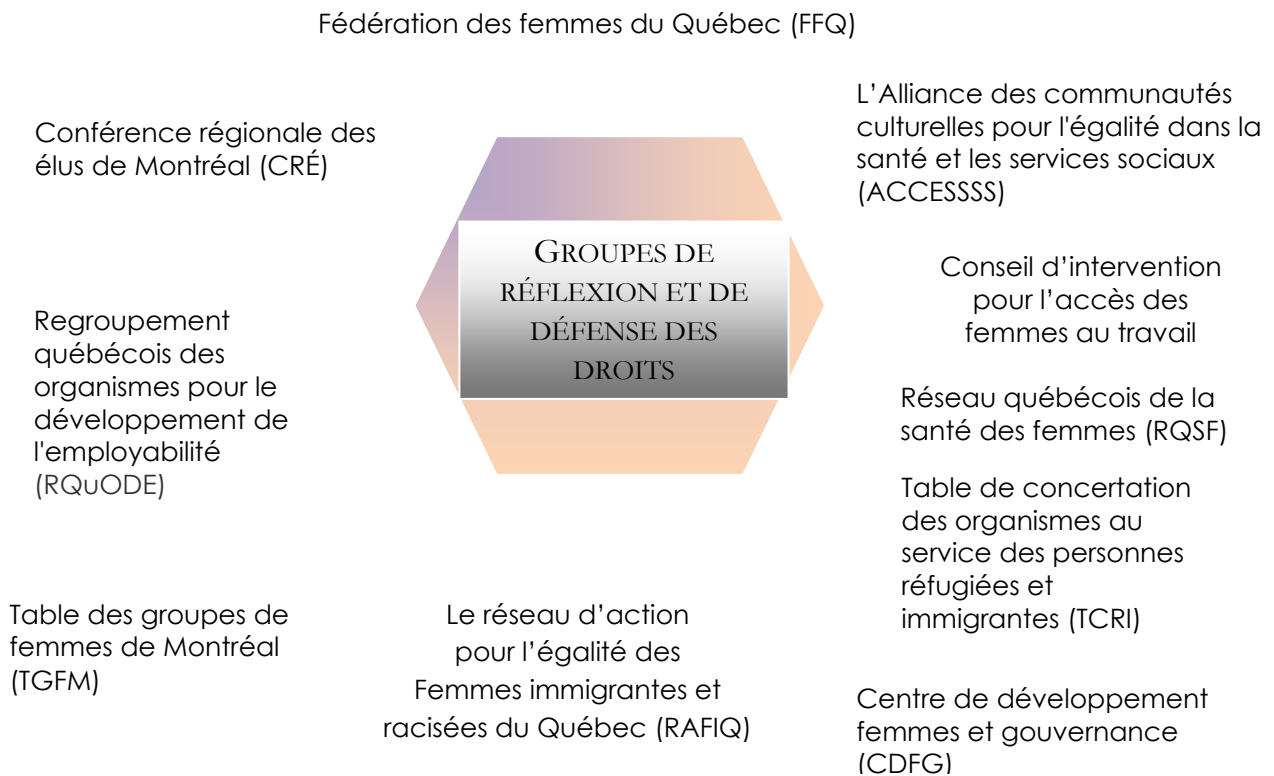 Fédération des femmes du Québec (FFQ)
Conférence régionale des
élus de Montréal (CRÉ)
L’Alliance des communautés
culturelles pour l'égalité dans la
santé et les services sociaux
(ACCESSSS)
GROUPES DE
RÉFLEXION ET DE
DÉFENSE DES
DROITS
Conseil d’intervention
pour l’accès des
femmes au travail
Regroupement
québécois des
organismes pour le
développement de
l'employabilité
(RQuODE)
Réseau québécois de la
santé des femmes (RQSF)
Table de concertation
des organismes au
service des personnes
réfugiées et
immigrantes (TCRI)
Table des groupes de
femmes de Montréal
(TGFM)
Le réseau d’action
pour l’égalité des
Femmes immigrantes et
racisées du Québec (RAFIQ)
Centre de développement
femmes et gouvernance
(CDFG)